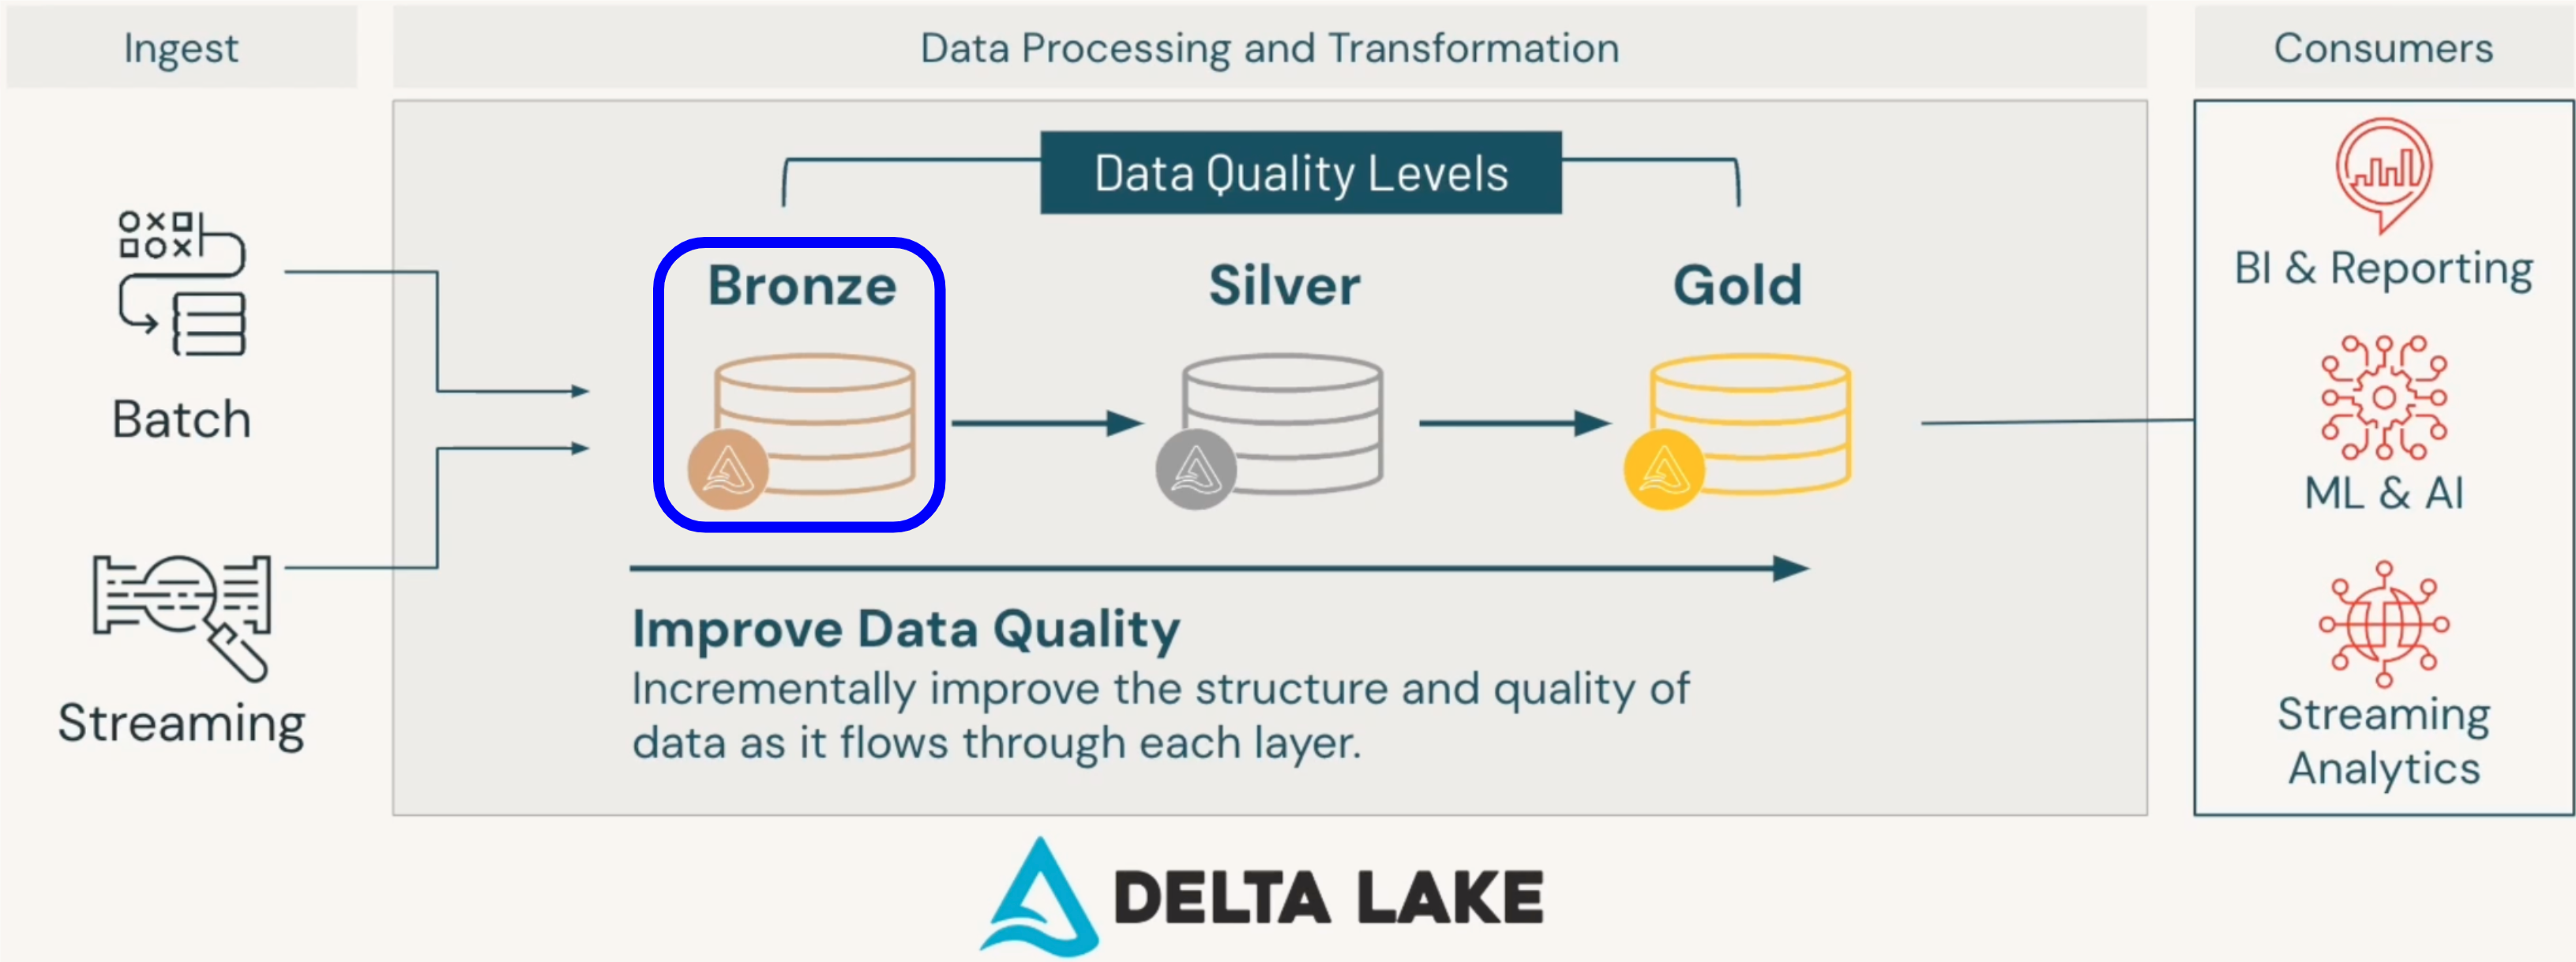 Ingest
Data Processing and Transformation
Consumers
Data Quality Levels
Bronze
Silver
Gold
Batch
Streaming
Improve Data Quality
Incrementally improve the structure and quality of
data as it flows through each layer.
BI & Reporting
ML & AI
Streaming
Analytics
DELTA LAKE